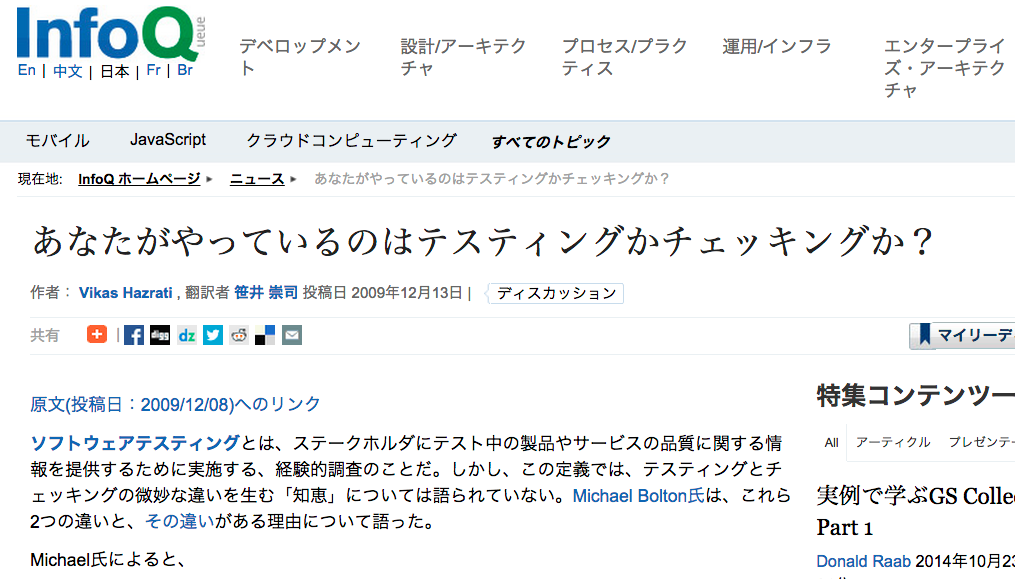 InfoQ ueue
デベロップメン
ト
設計/アーキテク
チャ
プロセス/プラク
ティス
運用/インフラ
エンタープライ
ズ・アーキテク
チャ
En | 中文 | 日本 | Fr | Br
モバイル JavaScript クラウドコンピューティング すべてのトピック
現在地: InfoQ ホームページ ▸ ニュース ▸ あなたがやっているのはテスティングかチェッキングか？
あなたがやっているのはテスティングかチェッキングか？
作者： Vikas Hazrati , 翻訳者 笹井 崇司 投稿日 2009年12月13日 | ディスカッション
共有 + | f digg dz
マイリーデ
原文(投稿日：2009/12/08)へのリンク
ソフトウェアテスティングとは、ステークホルダにテスト中の製品やサービスの品質に関する情
報を提供するために実施する、経験的調査のことだ。しかし、この定義では、テスティングとチ
ェッキングの微妙な違いを生む「知恵」については語られていない。Michael Bolton氏は、これら
2つの違いと、その違いがある理由について語った。
Michael氏によると、
特集コンテンツ一
All アーティクル プレゼンテー
実例で学ぶGS Colle
Part 1
Donald Raab 2014年10月23